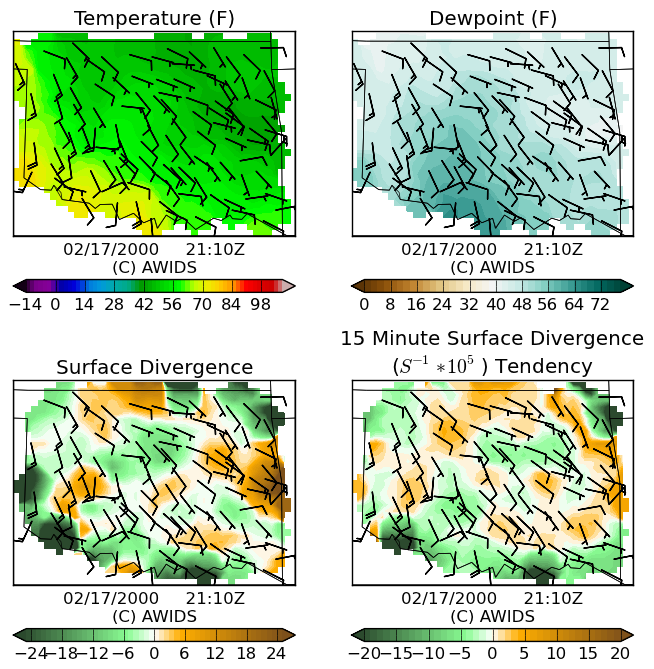 Temperature (F)
Dewpoint (F)
02/17/2000 21:10Z
(C) AWIDS
02/17/2000 21:10Z
(C) AWIDS
−14 0 14 28 42 56 70 84 98
0 8 16 24 32 40 48 56 64 72
Surface Divergence
15 Minute Surface Divergence
(S⁻¹ *10⁵ ) Tendency
02/17/2000 21:10Z
(C) AWIDS
02/17/2000 21:10Z
(C) AWIDS
−24 −18 −12 −6 0 6 12 18 24
−20 −15 −10 −5 0 5 10 15 20